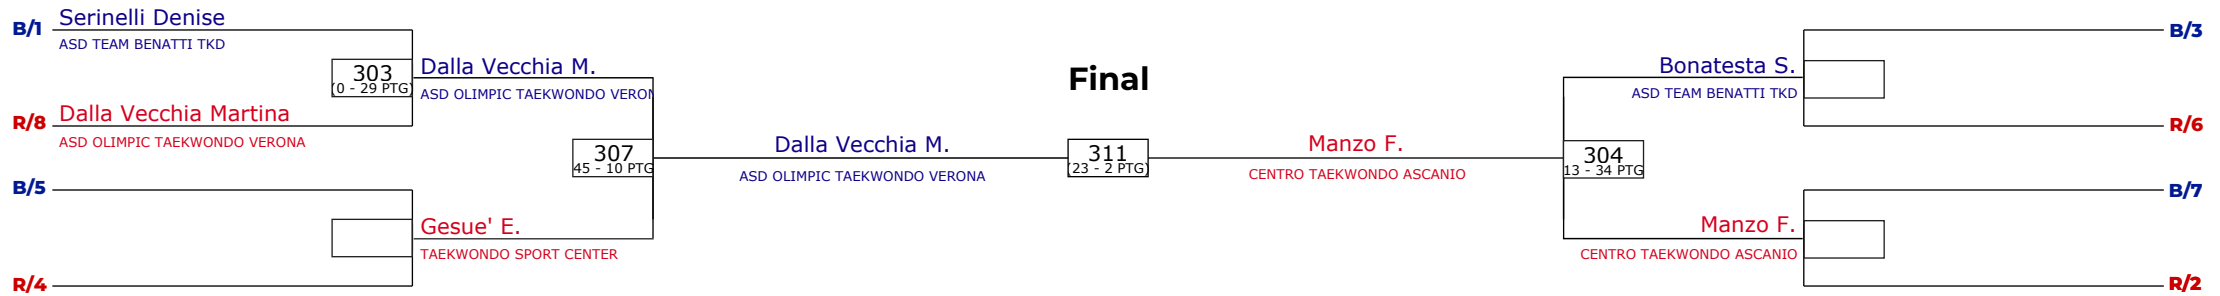 B/1
Serinelli Denise
ASD TEAM BENATTI TKD
303
(0 - 29 PTG)
R/8
Dalla Vecchia Martina
ASD OLIMPIC TAEKWONDO VERONA
Dalla Vecchia M.
ASD OLIMPIC TAEKWONDO VERON
307
45 - 10 PTG
B/5
R/4
Gesue' E.
TAEKWONDO SPORT CENTER
Dalla Vecchia M.
ASD OLIMPIC TAEKWONDO VERONA
Final
311
(23 - 2 PTG)
Manzo F.
CENTRO TAEKWONDO ASCANIO
304
13 - 34 PTG
Bonatesta S.
ASD TEAM BENATTI TKD
B/3
R/6
Manzo F.
CENTRO TAEKWONDO ASCANIO
B/7
R/2